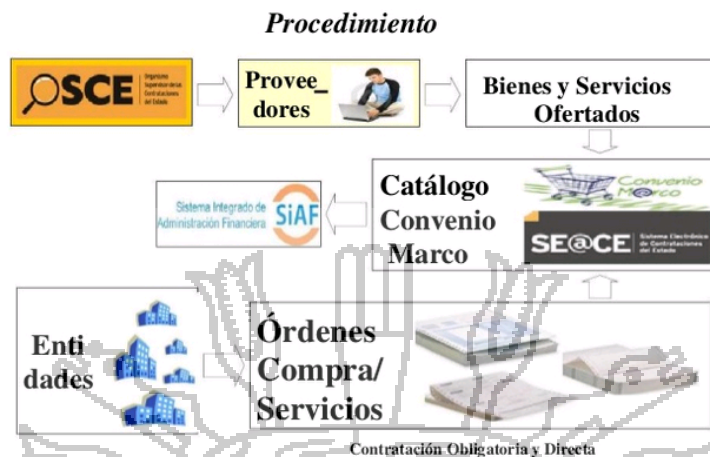 Procedimiento
OSCE
Organismo
Supervisor de las
Contrataciones
del Estado
Provee_
dores
Bienes y Servicios
Ofertados
Sistema Integrado de
Administración Financiera
SiAF
Catálogo
Convenio
Marco
Convenio
M@rco
SE@CE
Sistema Electrónico
de Contrataciones
del Estado
Enti
dades
Órdenes
Compra/
Servicios
Contratación Obligatoria y Directa